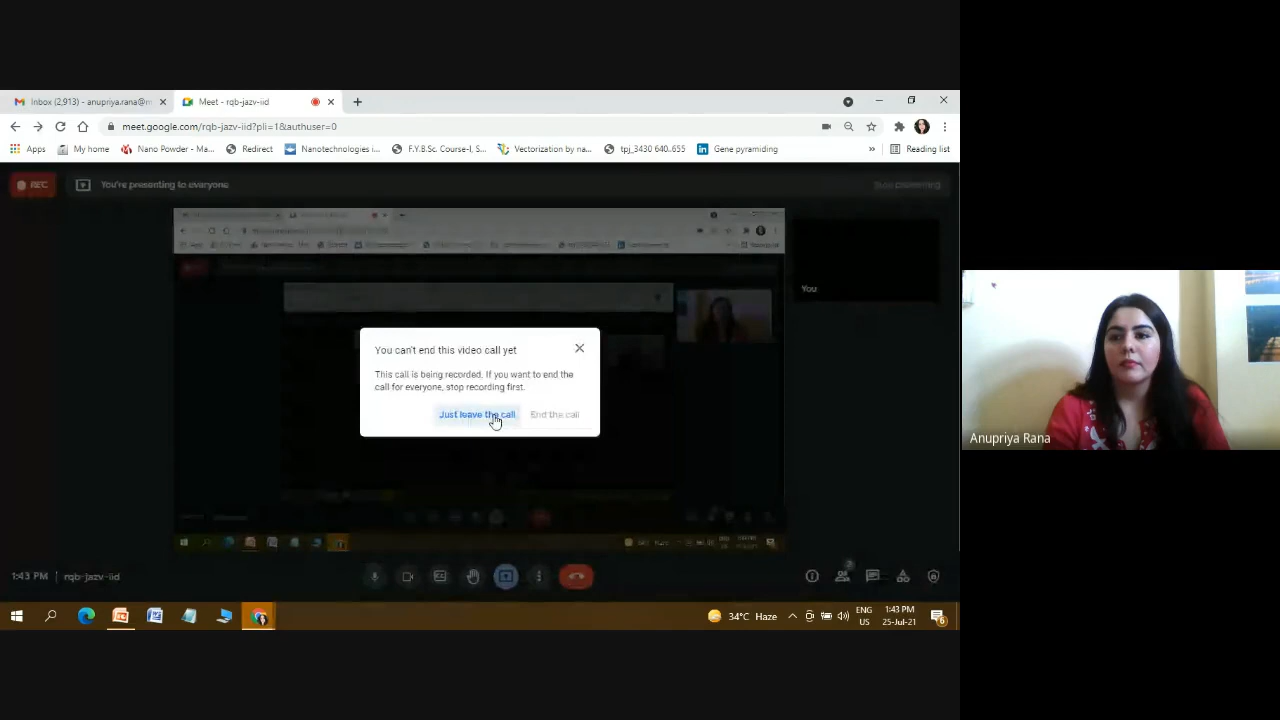 Inbox (2,913) - anupriya.rana@m
Meet - rqb-jazv-iid
meet.google.com/rqb-jazv-iid?pli=1&authuser=0
Apps
My home
Nano Powder - Ma...
Redirect
Nanotechnologies i...
F.Y.B.Sc. Course-I, S...
Vectorization by na...
tpj_3430 640..655
Gene pyramiding
»
Reading list
REC
You're presenting to everyone
Stop presenting
You
You can't end this video call yet
This call is being recorded. If you want to end the
call for everyone, stop recording first.
Just leave the call
End the call
Anupriya Rana
1:43 PM | rqb-jazv-iid
34°C Haze
ENG
US
1:43 PM
25-Jul-21
6